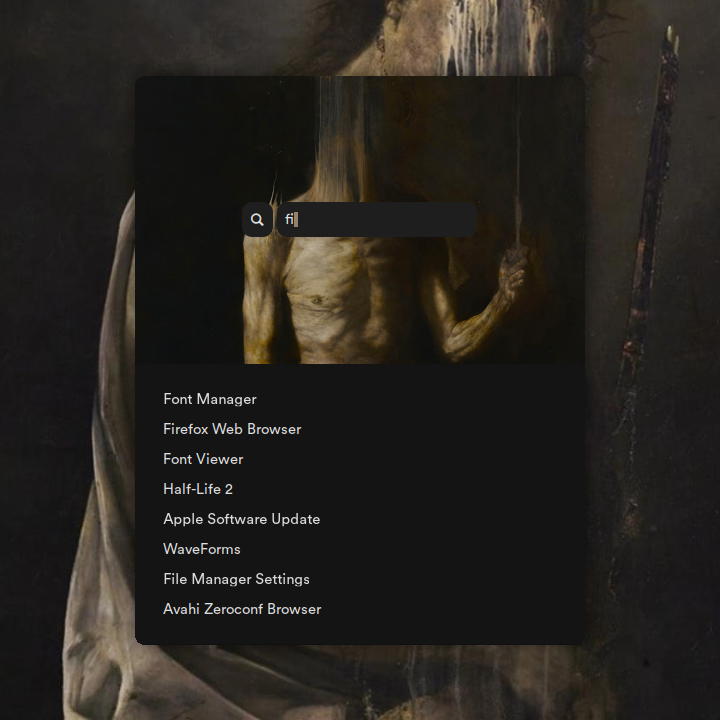 fi
Font Manager
Firefox Web Browser
Font Viewer
Half-Life 2
Apple Software Update
WaveForms
File Manager Settings
Avahi Zeroconf Browser